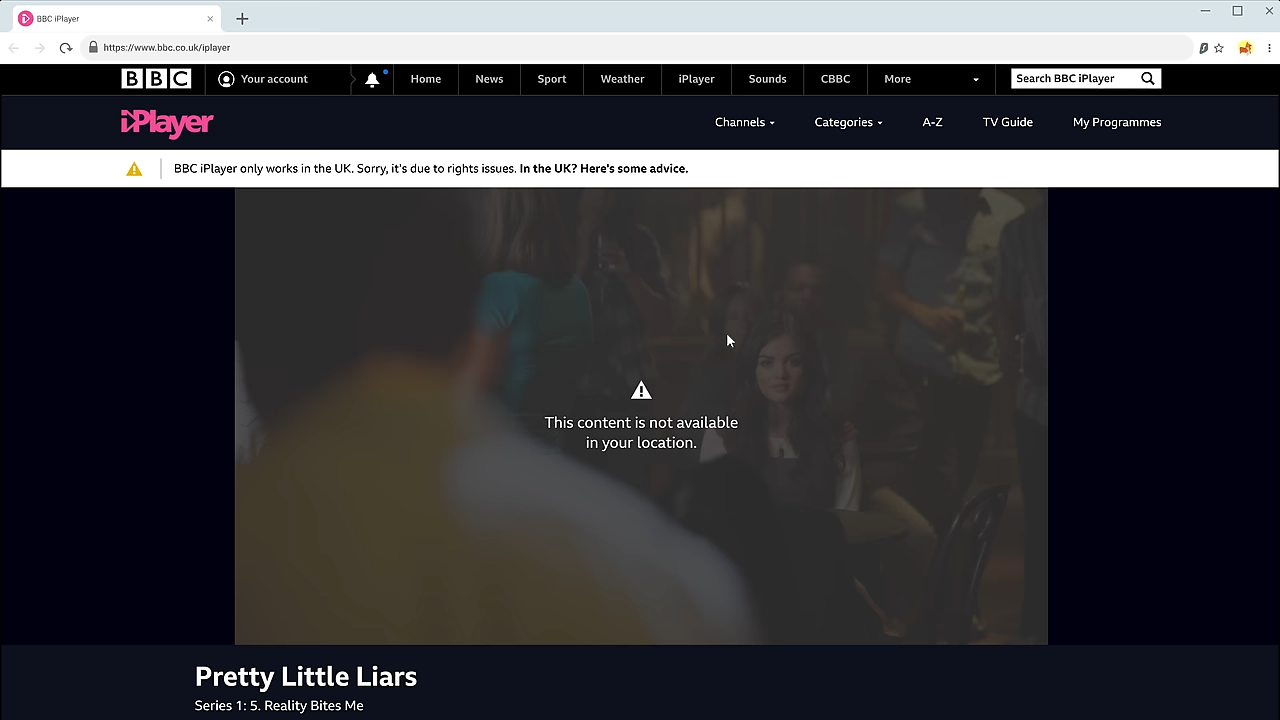 BBC iPlayer
https://www.bbc.co.uk/iplayer
BBC Your account Home News Sport Weather iPlayer Sounds CBBC More Search BBC iPlayer
iPlayer Channels Categories A-Z TV Guide My Programmes
BBC iPlayer only works in the UK. Sorry, it's due to rights issues. In the UK? Here's some advice.
This content is not available
in your location.
Pretty Little Liars
Series 1: 5. Reality Bites Me